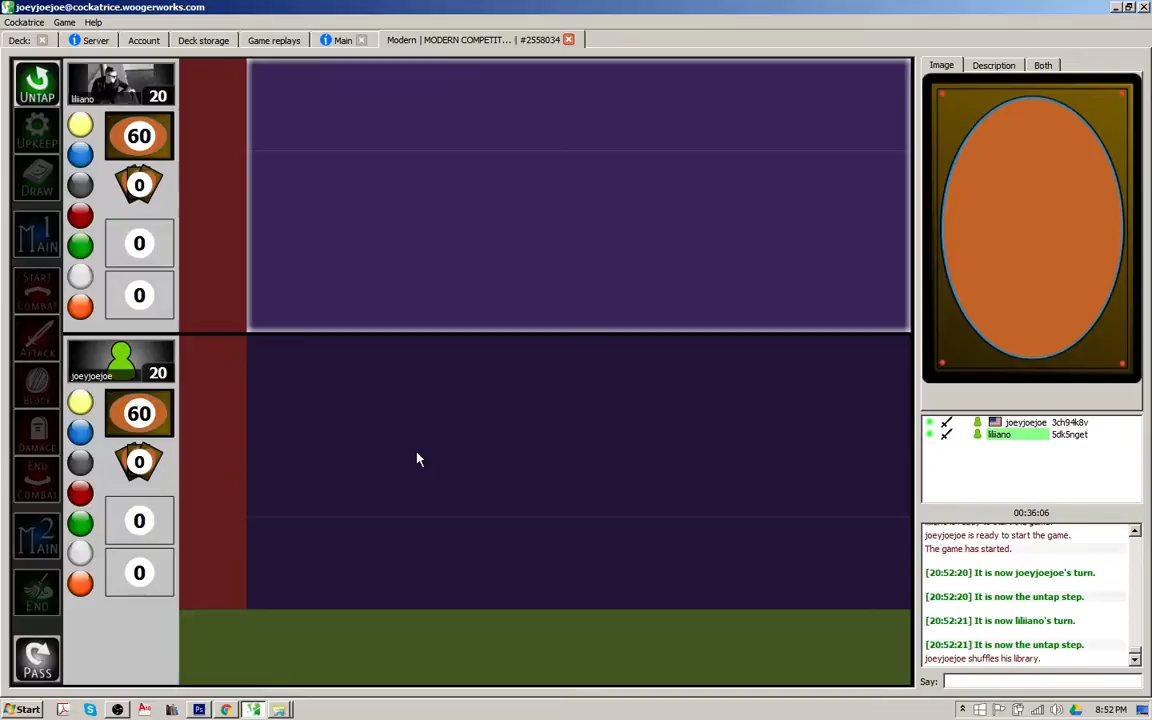 joeyjoejoe@cockatrice.woogerworks.com
Cockatrice Game Help
Deck: Server Account Deck storage Game replays Main Modern | MODERN COMPETIT... | #2558034
UNTAP
UPKEEP
DRAW
1 MAIN
START COMBAT
ATTACK
BLOCK
DAMAGE
END COMBAT
2 MAIN
END
PASS
liliano 20
60
0
0
0
joeyjoejoe 20
60
0
0
0
Image Description Both
joeyjoejoe 3ch94k8v
liliano 5dk5nget
00:36:06
joeyjoejoe is ready to start the game.
The game has started.
[20:52:20] It is now joeyjoejoe's turn.
[20:52:20] It is now the untap step.
[20:52:21] It is now liliiano's turn.
[20:52:21] It is now the untap step.
joeyjoejoe shuffles his library.
Say:
Start
8:52 PM